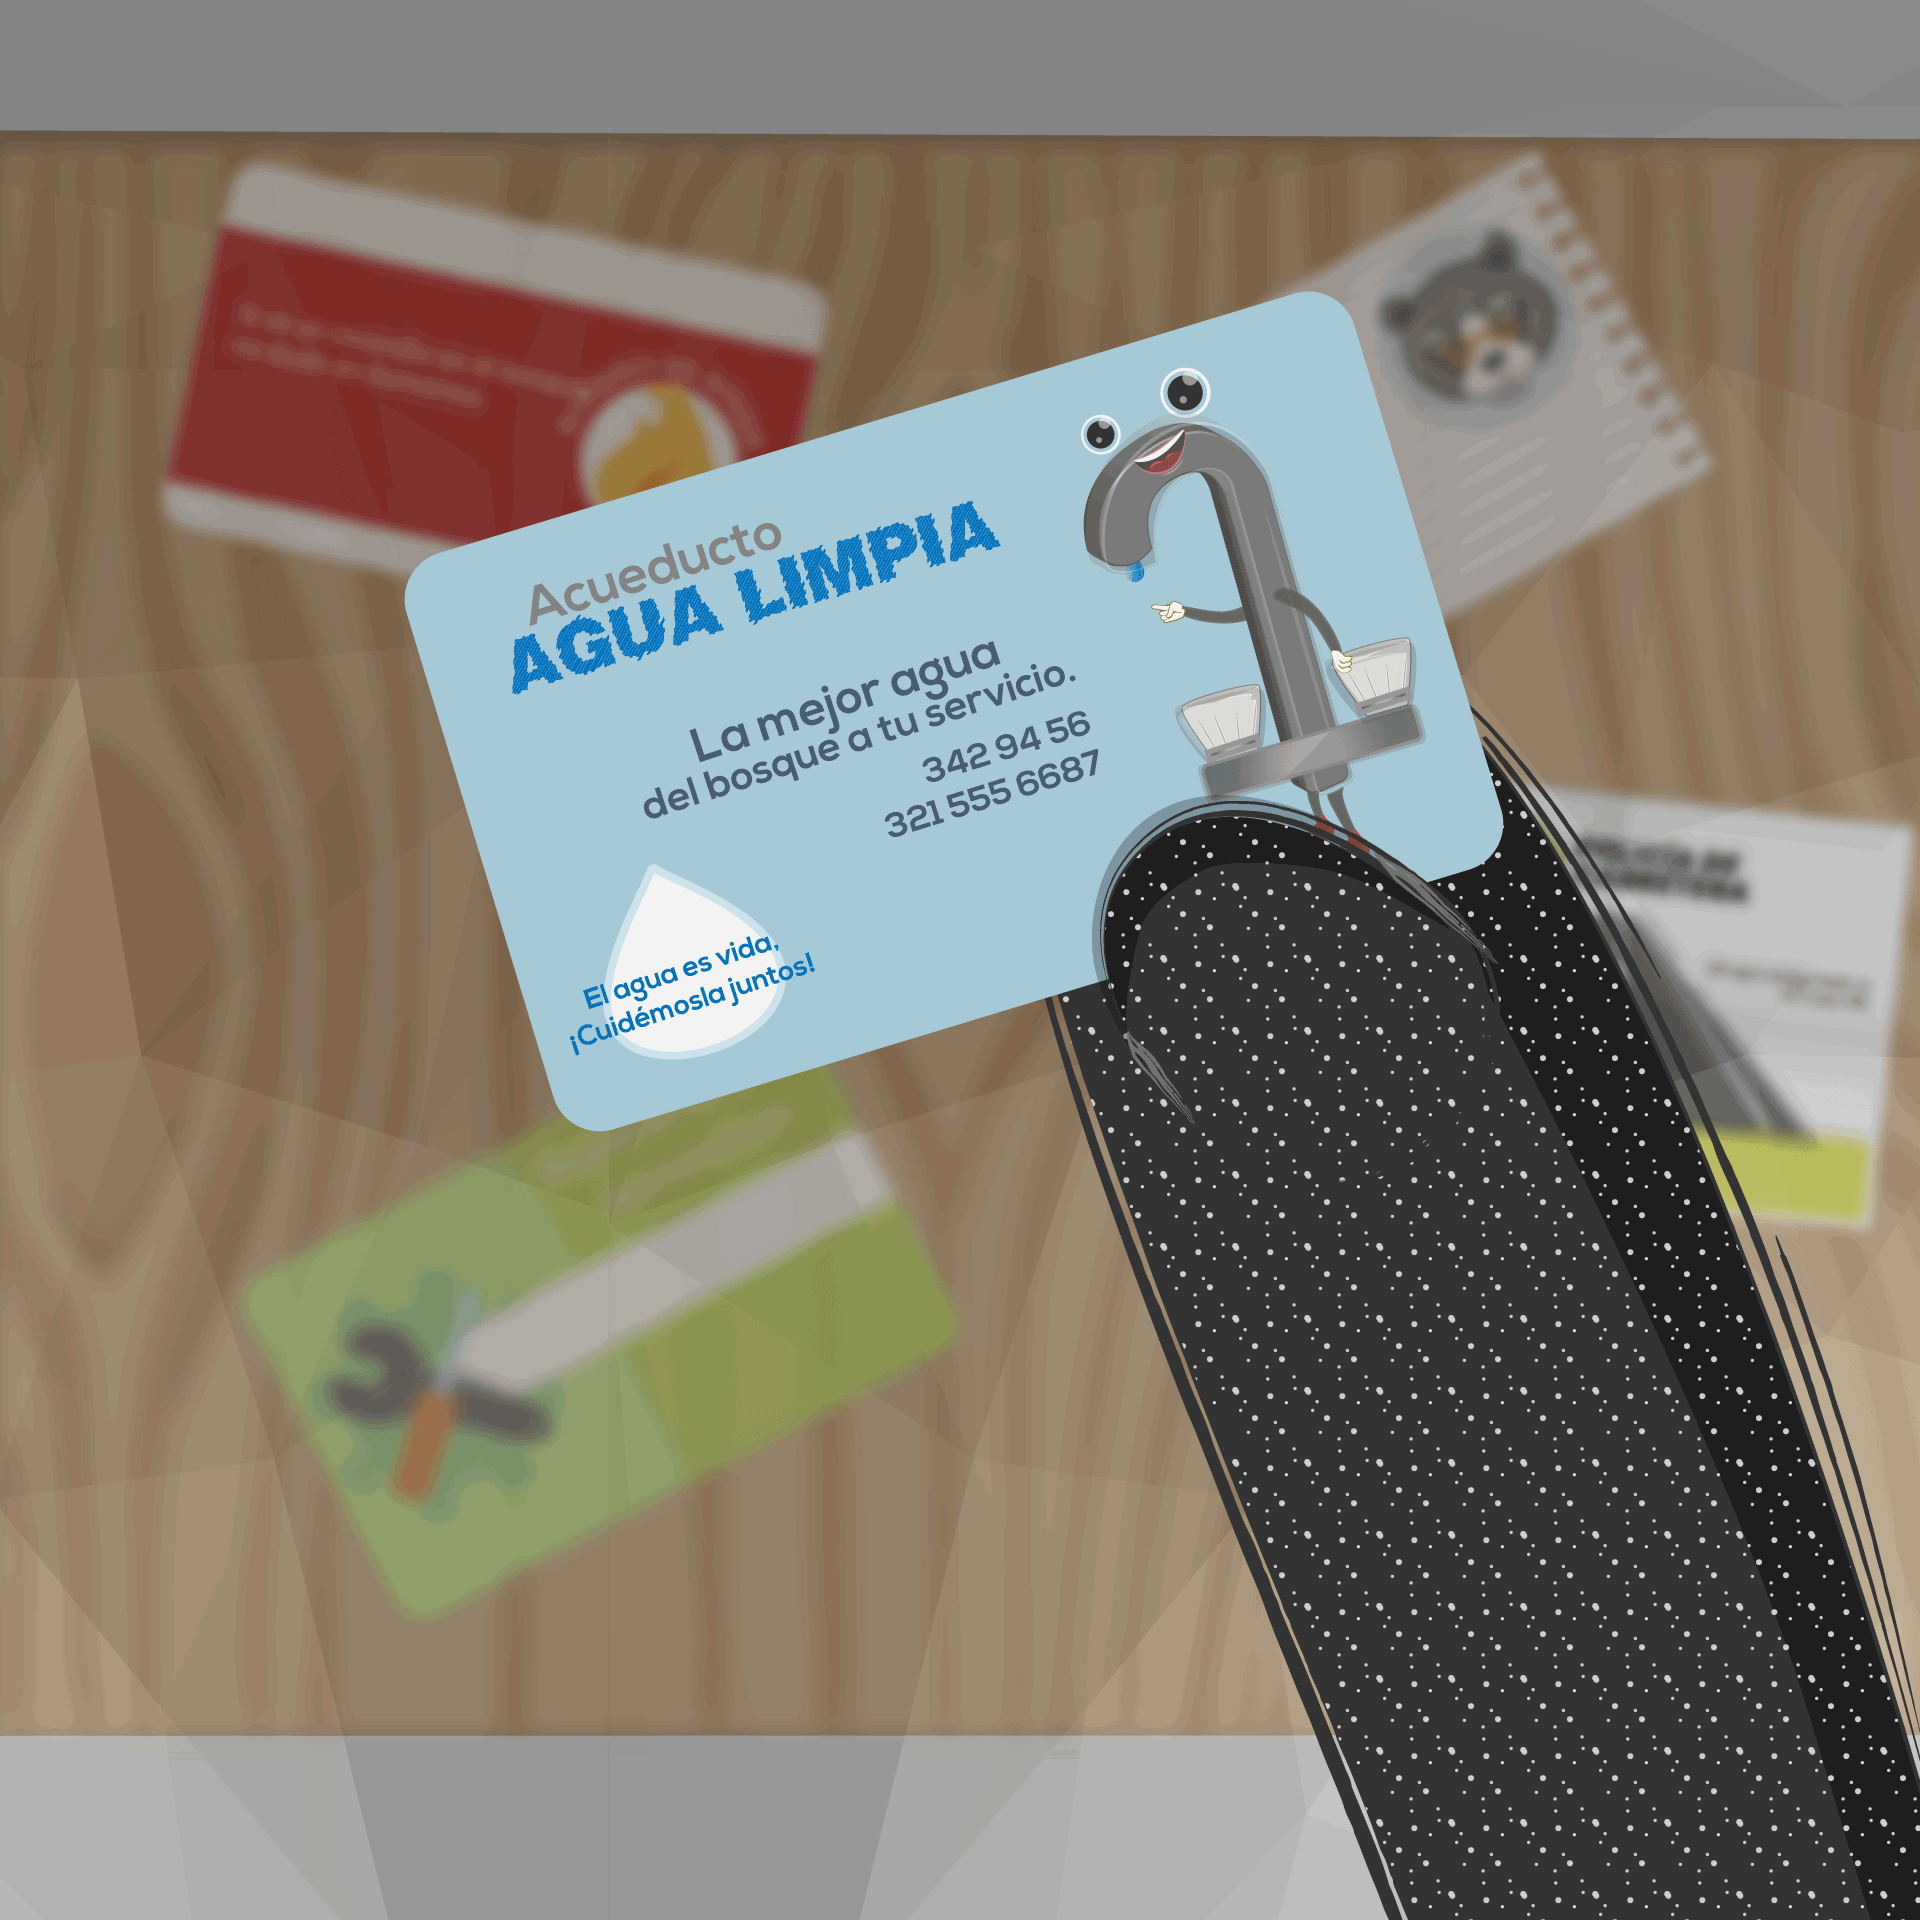 Acueducto
AGUA LIMPIA
La mejor agua
del bosque a tu servicio.
342 94 56
321 555 6687
El agua es vida,
¡Cuidémosla juntos!